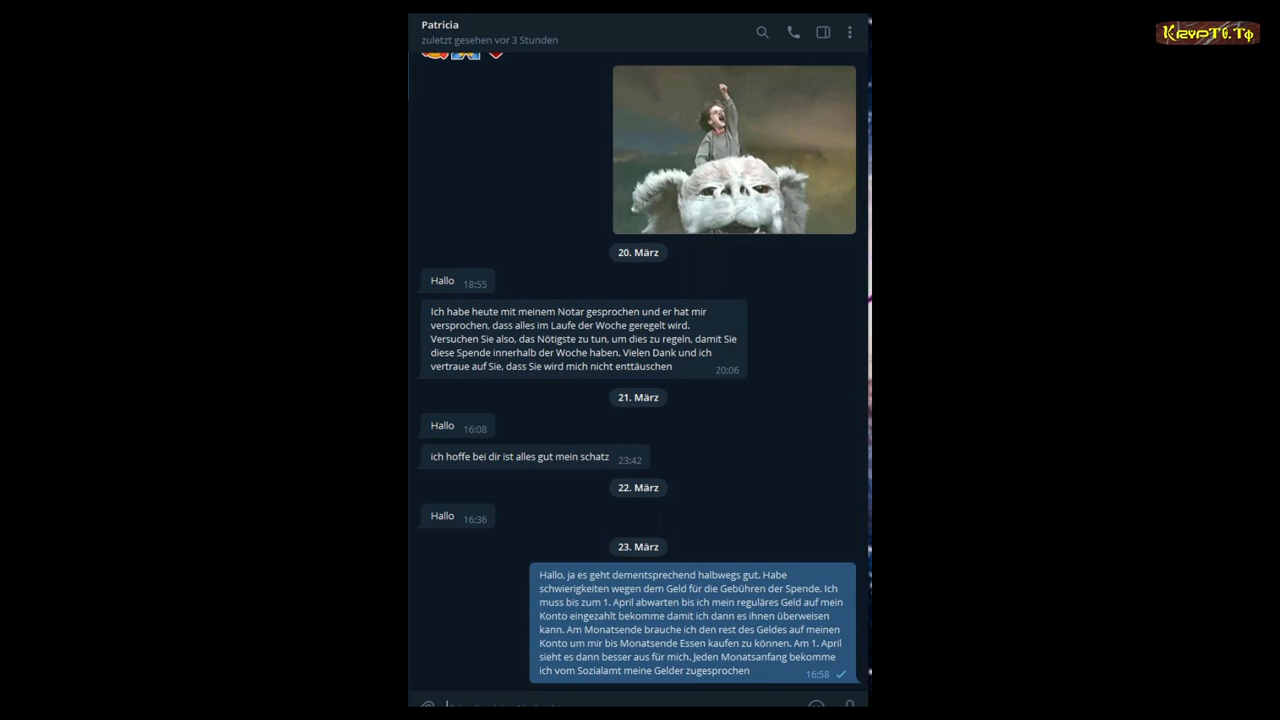 Patricia
zuletzt gesehen vor 3 Stunden
KrypT0.Tφ
20. März
Hallo 18:55
Ich habe heute mit meinem Notar gesprochen und er hat mir
versprochen, dass alles im Laufe der Woche geregelt wird.
Versuchen Sie also, das Nötigste zu tun, um dies zu regeln, damit Sie
diese Spende innerhalb der Woche haben. Vielen Dank und ich
vertraue auf Sie, dass Sie wird mich nicht enttäuschen 20:06
21. März
Hallo 16:08
ich hoffe bei dir ist alles gut mein schatz 23:42
22. März
Hallo 16:36
23. März
Hallo, ja es geht dementsprechend halbwegs gut. Habe
schwierigkeiten wegen dem Geld für die Gebühren der Spende. Ich
muss bis zum 1. April abwarten bis ich mein reguläres Geld auf mein
Konto eingezahlt bekomme damit ich dann es ihnen überweisen
kann. Am Monatsende brauche ich den rest des Geldes auf meinen
Konto um mir bis Monatsende Essen kaufen zu können. Am 1. April
sieht es dann besser aus für mich. Jeden Monatsanfang bekomme
ich vom Sozialamt meine Gelder zugesprochen 16:58